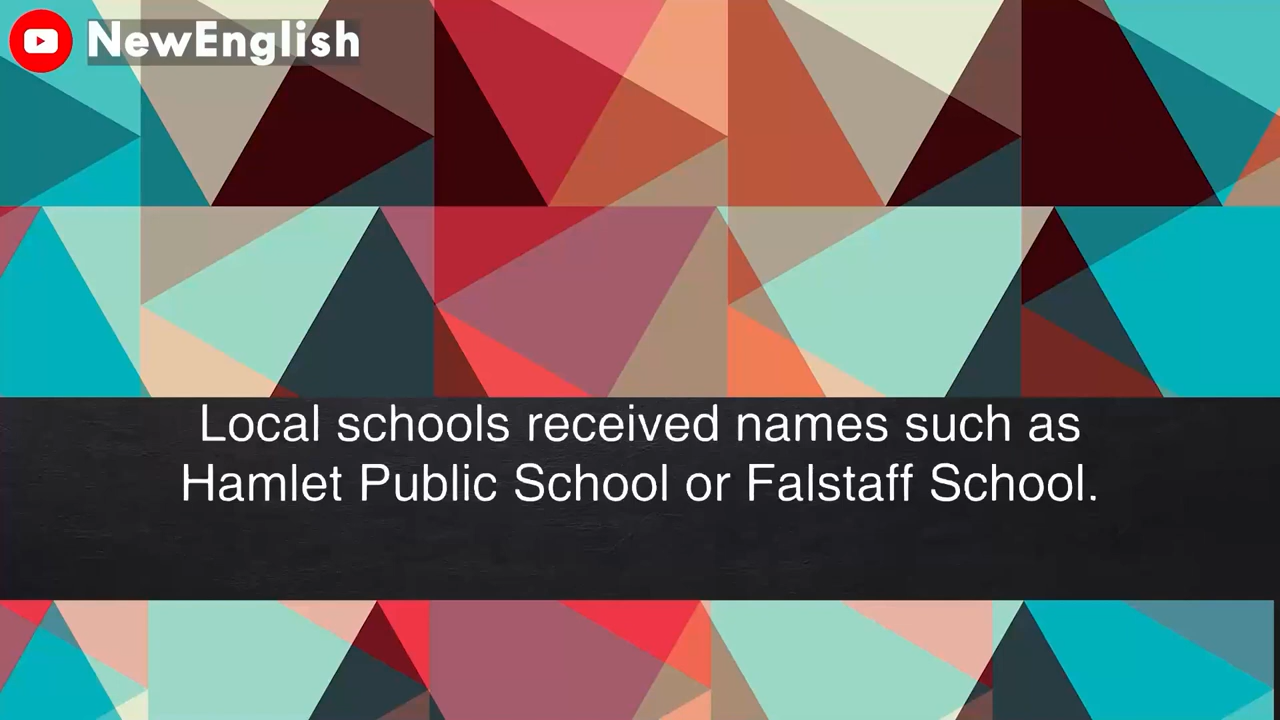 NewEnglish
Local schools received names such as
Hamlet Public School or Falstaff School.